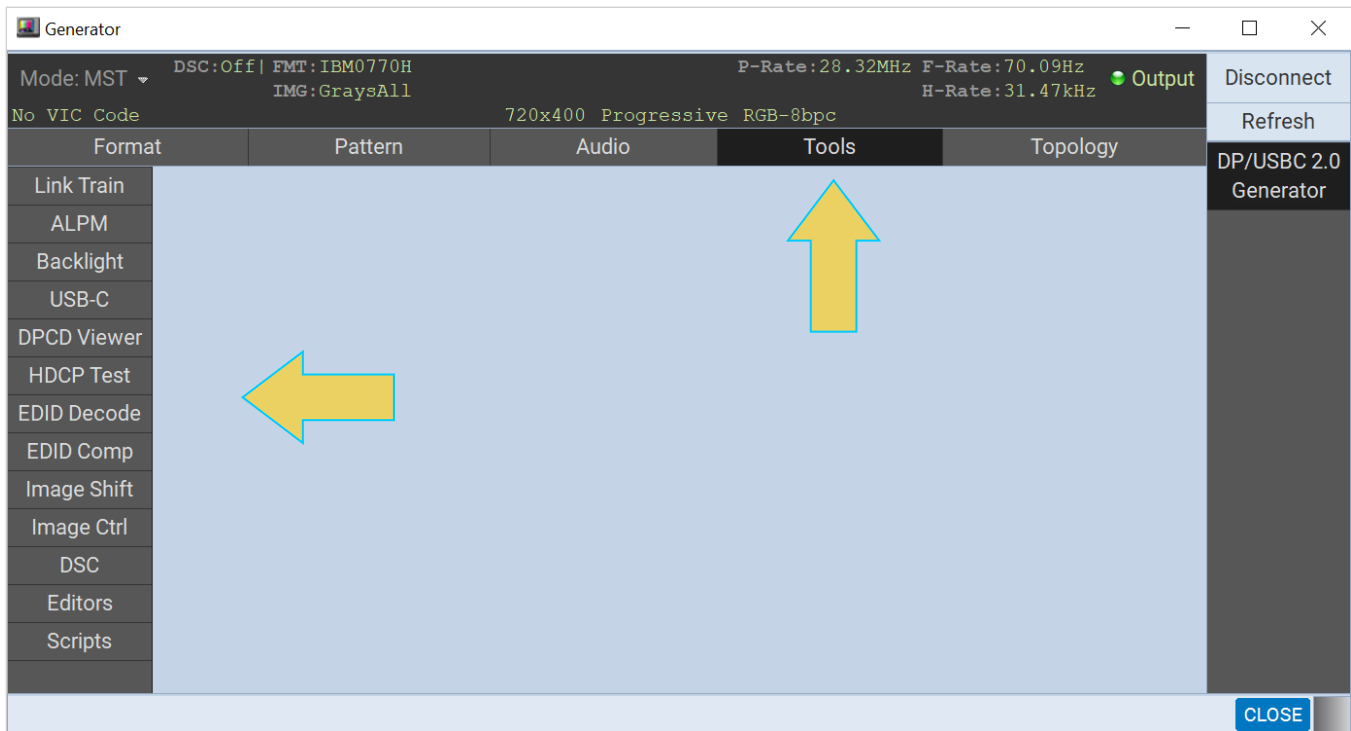 Generator
Mode: MST
DSC:Off| FMT:IBM0770H
IMG:GraysAll
P-Rate:28.32MHz F-Rate:70.09Hz
H-Rate:31.47kHz
Output
No VIC Code
720x400 Progressive RGB-8bpc
Disconnect
Refresh
DP/USBC 2.0
Generator
Format
Pattern
Audio
Tools
Topology
Link Train
ALPM
Backlight
USB-C
DPCD Viewer
HDCP Test
EDID Decode
EDID Comp
Image Shift
Image Ctrl
DSC
Editors
Scripts
CLOSE